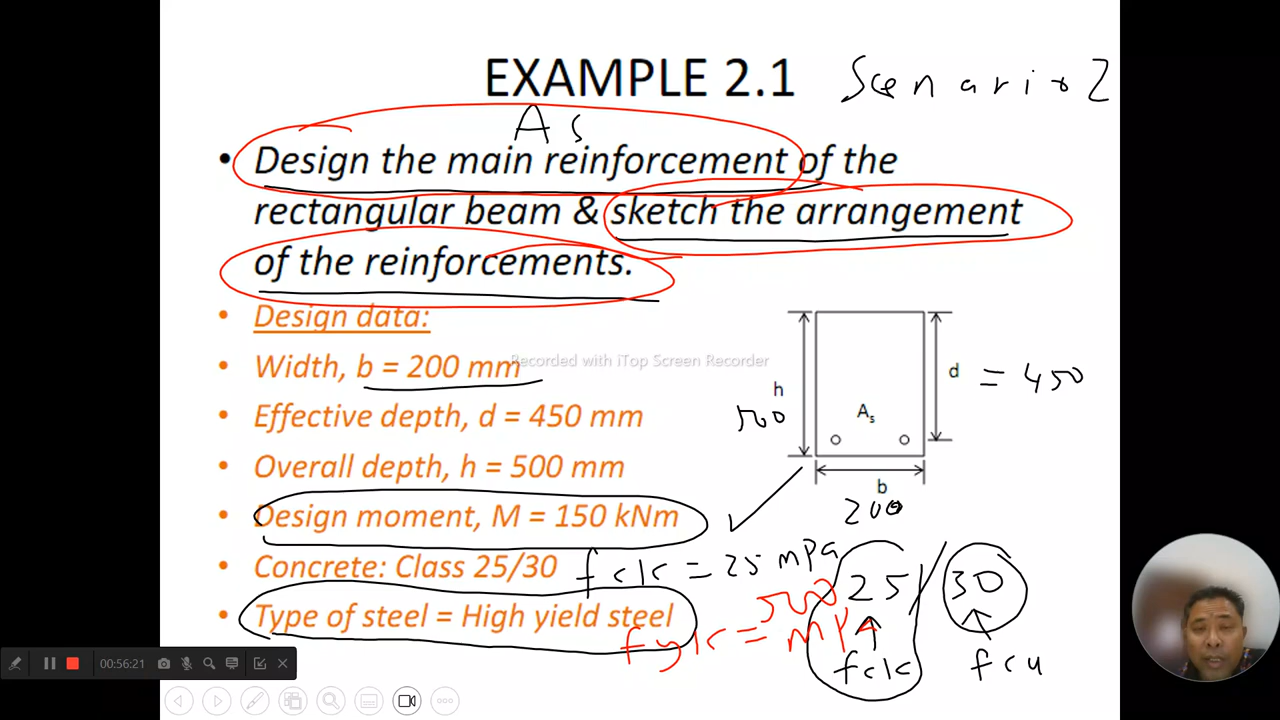 EXAMPLE 2.1 Scenario 2
As
• Design the main reinforcement of the
rectangular beam & sketch the arrangement
of the reinforcements.
• Design data:
• Width, b = 200 mm
Recorded with iTop Screen Recorder
• Effective depth, d = 450 mm
• Overall depth, h = 500 mm
• Design moment, M = 150 kNm
• Concrete: Class 25/30
• Type of steel = High yield steel
h
500
d = 450
As
b
200
fck = 25 MPa
fyk = 500 MPa
25/30
fck
fcu
00:56:21